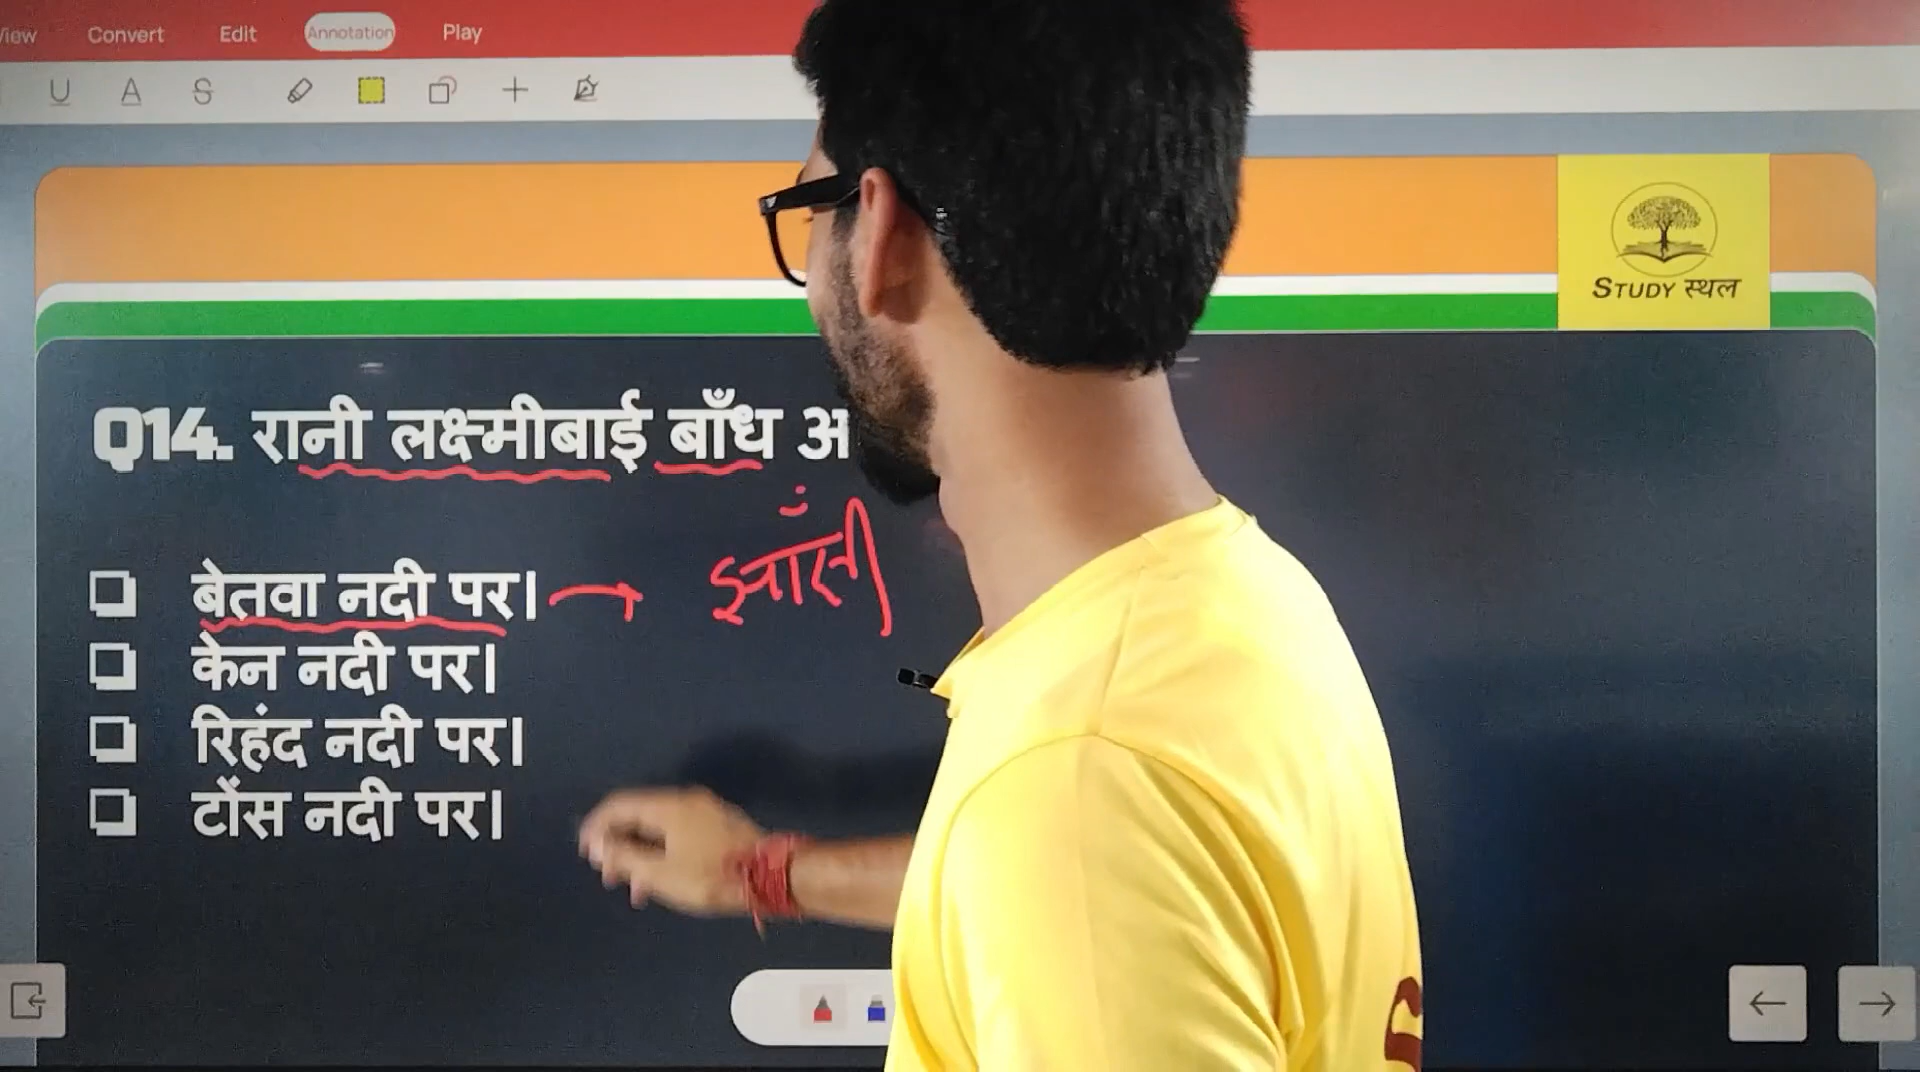 View Convert Edit Annotation Play
U A S
STUDY स्थल
Q14. रानी लक्ष्मीबाई बाँध अ
झाँसी
बेतवा नदी पर।
केन नदी पर।
रिहंद नदी पर।
टोंस नदी पर।